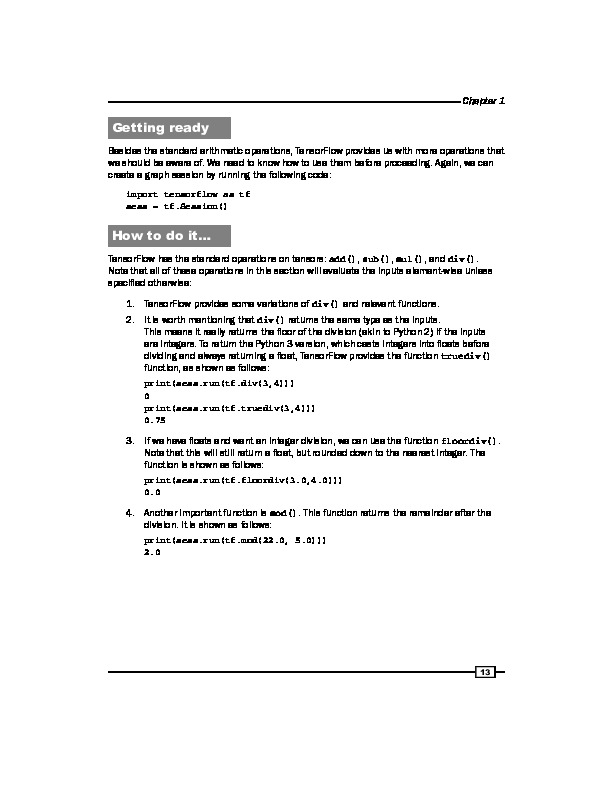 Chapter 1
Getting ready
Besides the standard arithmetic operations, TensorFlow provides us with more operations that
we should be aware of. We need to know how to use them before proceeding. Again, we can
create a graph session by running the following code:
import tensorflow as tf
sess = tf.Session()
How to do it…
TensorFlow has the standard operations on tensors: add(), sub(), mul(), and div().
Note that all of these operations in this section will evaluate the inputs element-wise unless
specified otherwise:
1. TensorFlow provides some variations of div() and relevant functions.
2. It is worth mentioning that div() returns the same type as the inputs.
This means it really returns the floor of the division (akin to Python 2) if the inputs
are integers. To return the Python 3 version, which casts integers into floats before
dividing and always returning a float, TensorFlow provides the function truediv()
function, as shown as follows:
print(sess.run(tf.div(3,4)))
0
print(sess.run(tf.truediv(3,4)))
0.75
3. If we have floats and want an integer division, we can use the function floordiv().
Note that this will still return a float, but rounded down to the nearest integer. The
function is shown as follows:
print(sess.run(tf.floordiv(3.0,4.0)))
0.0
4. Another important function is mod(). This function returns the remainder after the
division. It is shown as follows:
print(sess.run(tf.mod(22.0, 5.0)))
2.0
13